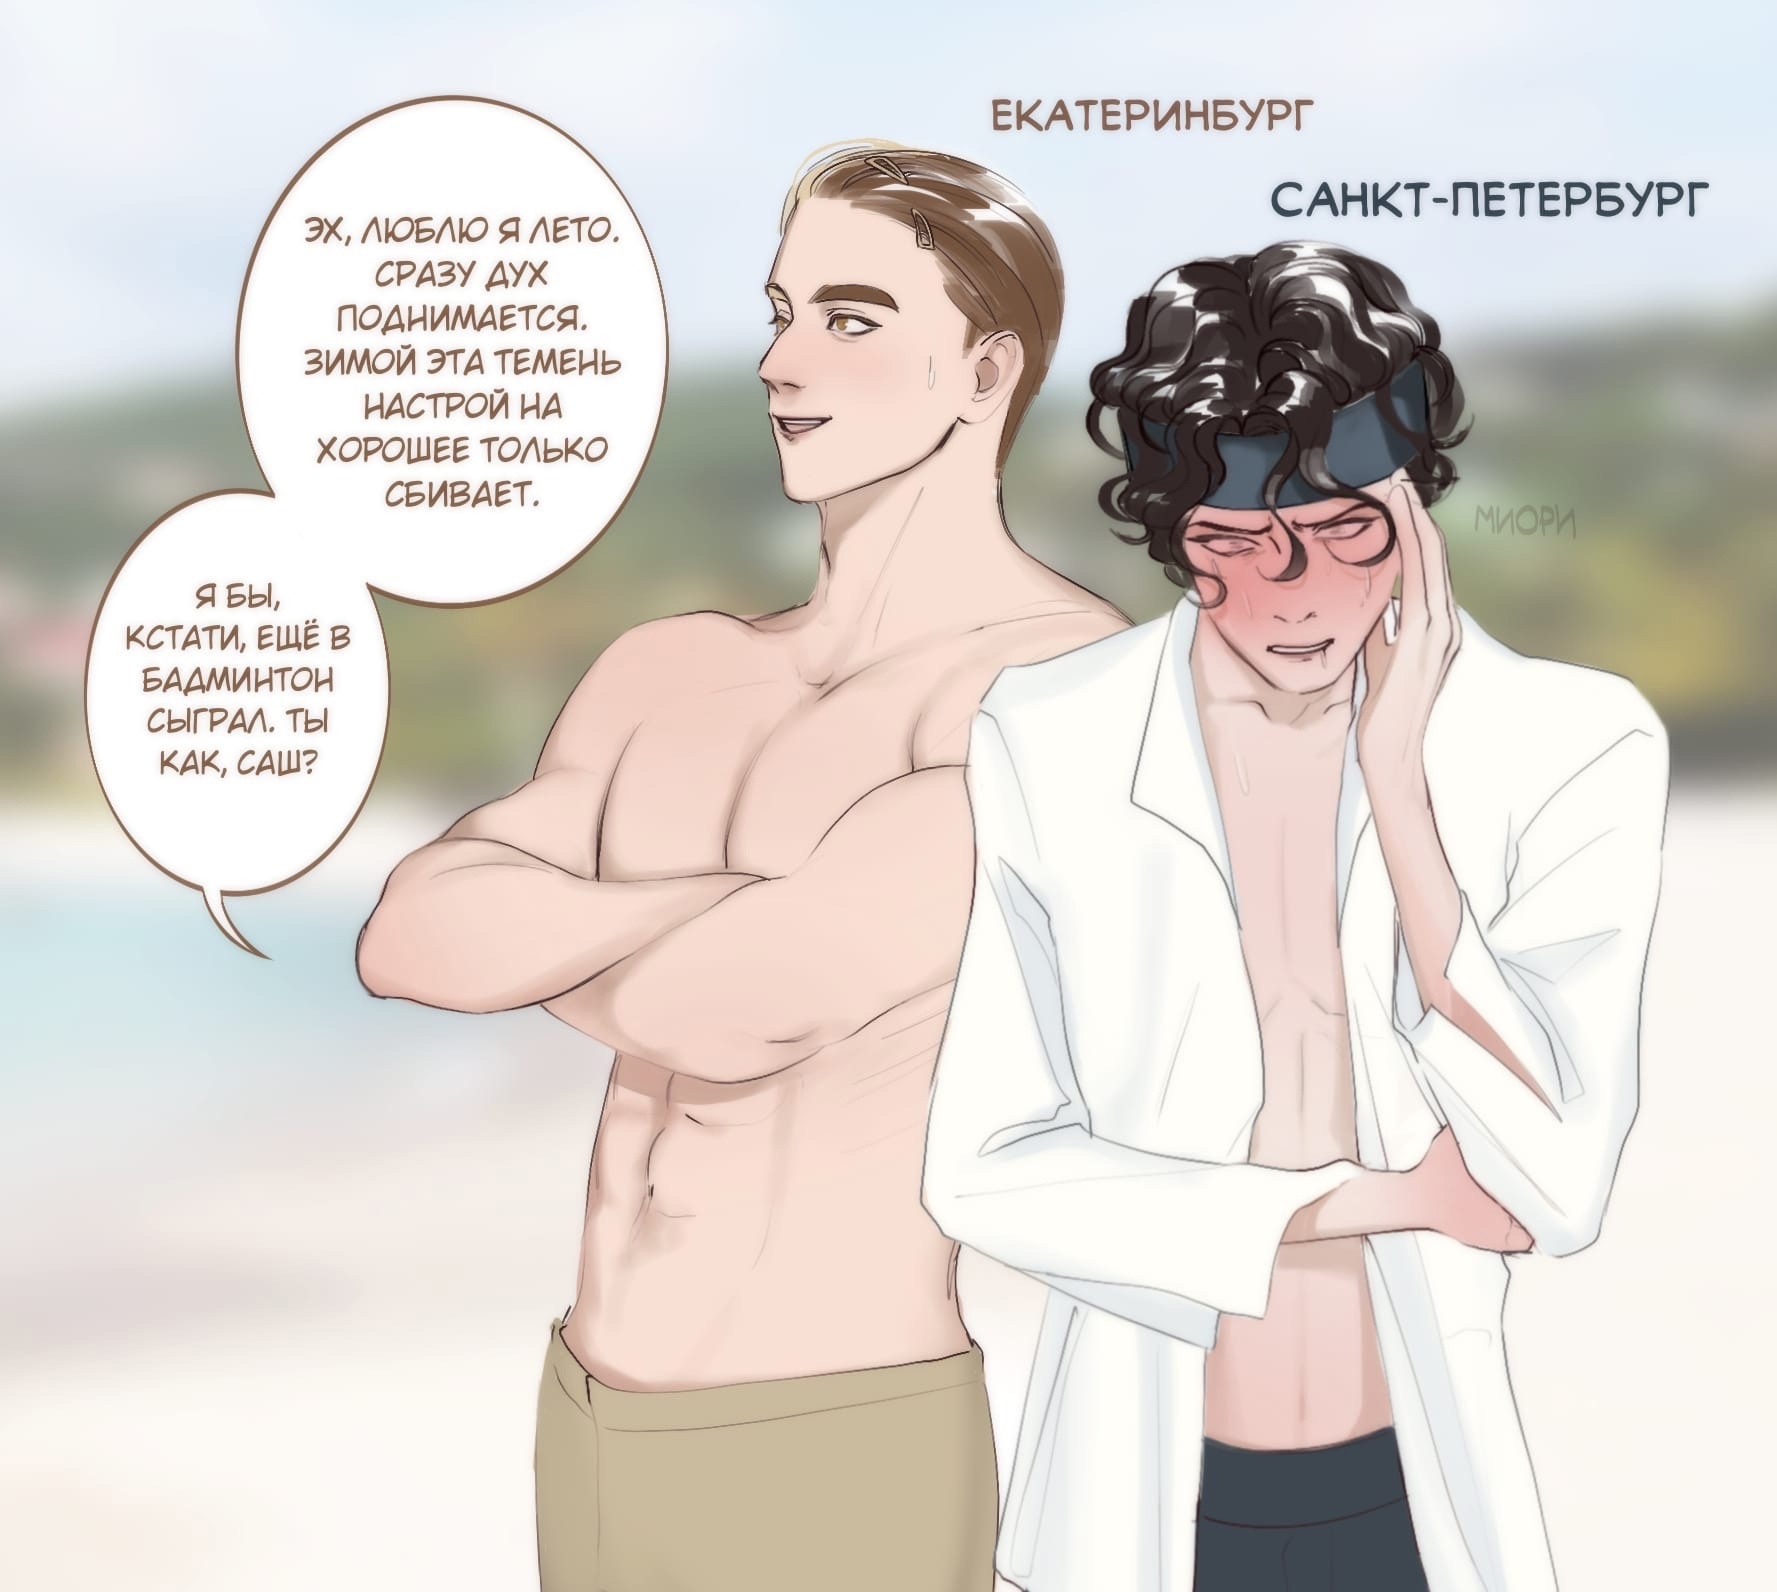 ЕКАТЕРИНБУРГ
САНКТ-ПЕТЕРБУРГ
ЭХ, ЛЮБЛЮ Я ЛЕТО.
СРАЗУ ДУХ
ПОДНИМАЕТСЯ.
ЗИМОЙ ЭТА ТЕМЕНЬ
НАСТРОЙ НА
ХОРОШЕЕ ТОЛЬКО
СБИВАЕТ.
Я БЫ,
КСТАТИ, ЕЩЁ В
БАДМИНТОН
СЫГРАЛ. ТЫ
КАК, САШ?
МИОРИ